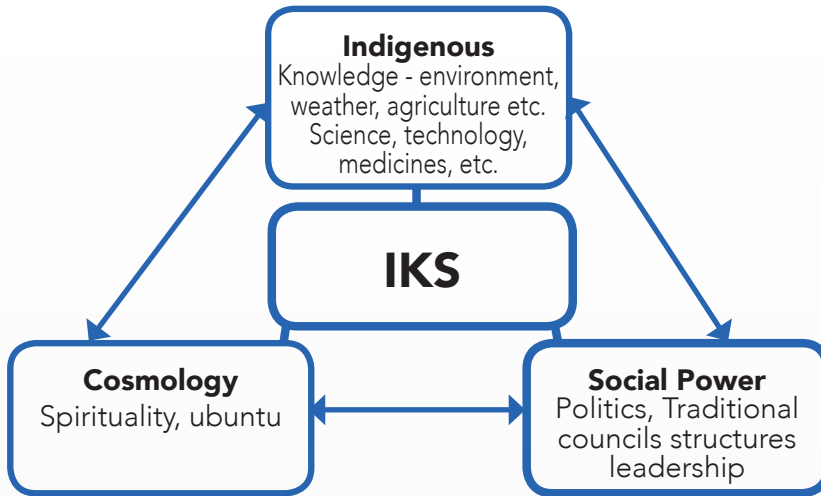 Indigenous
Knowledge - environment,
weather, agriculture etc.
Science, technology,
medicines, etc.
IKS
Cosmology
Spirituality, ubuntu
Social Power
Politics, Traditional
councils structures
leadership